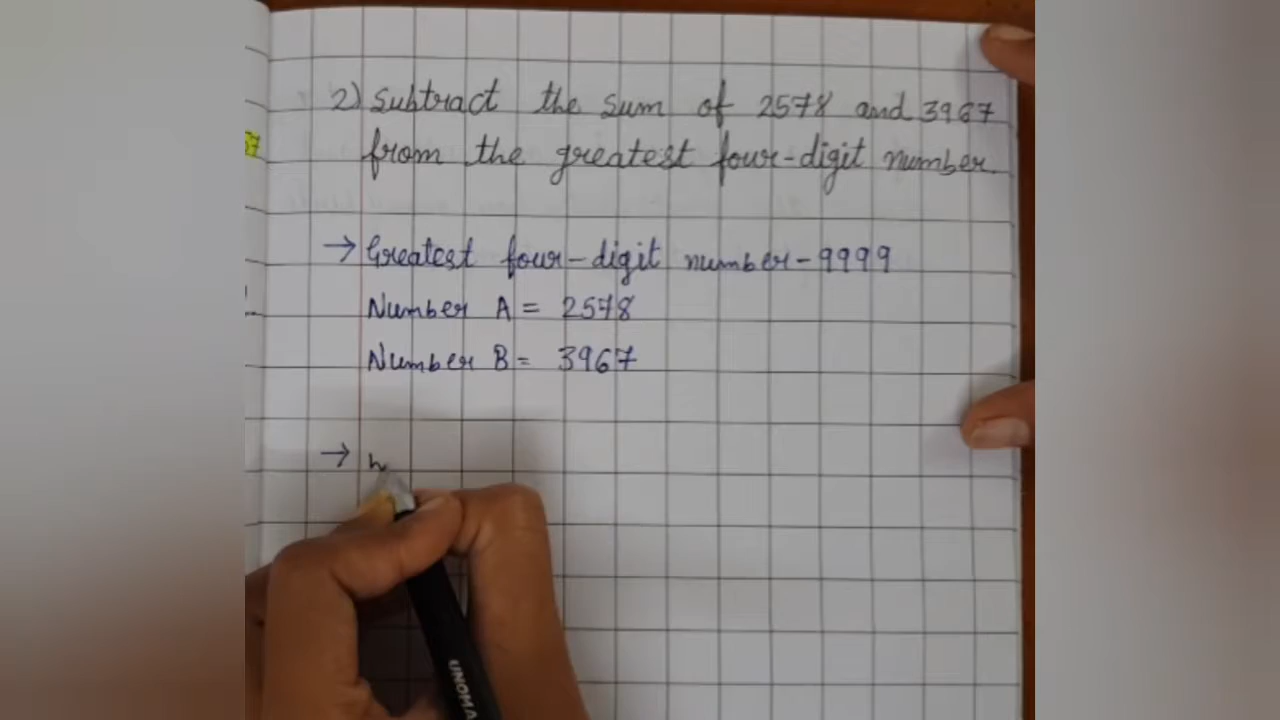 2) Subtract the sum of 2578 and 3967
from the greatest four-digit number.
→ Greatest four-digit number - 9999
Number A = 2578
Number B = 3967
→
UNOMA